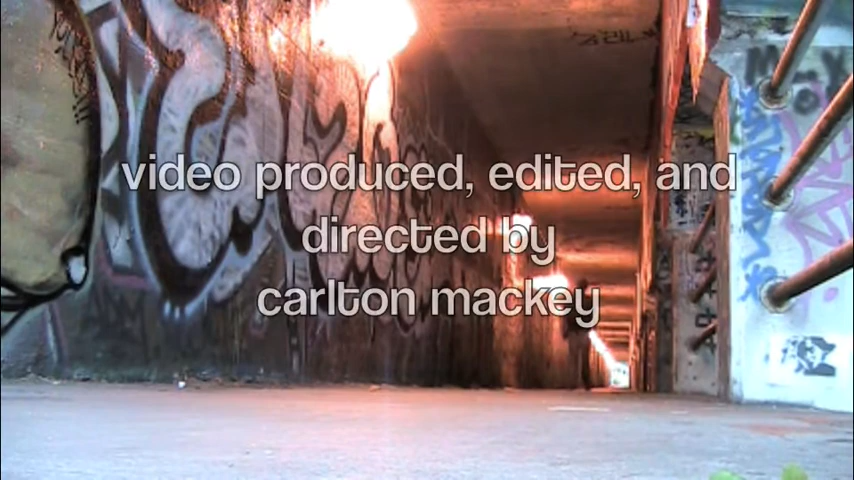 video produced, edited, and
directed by
carlton mackey